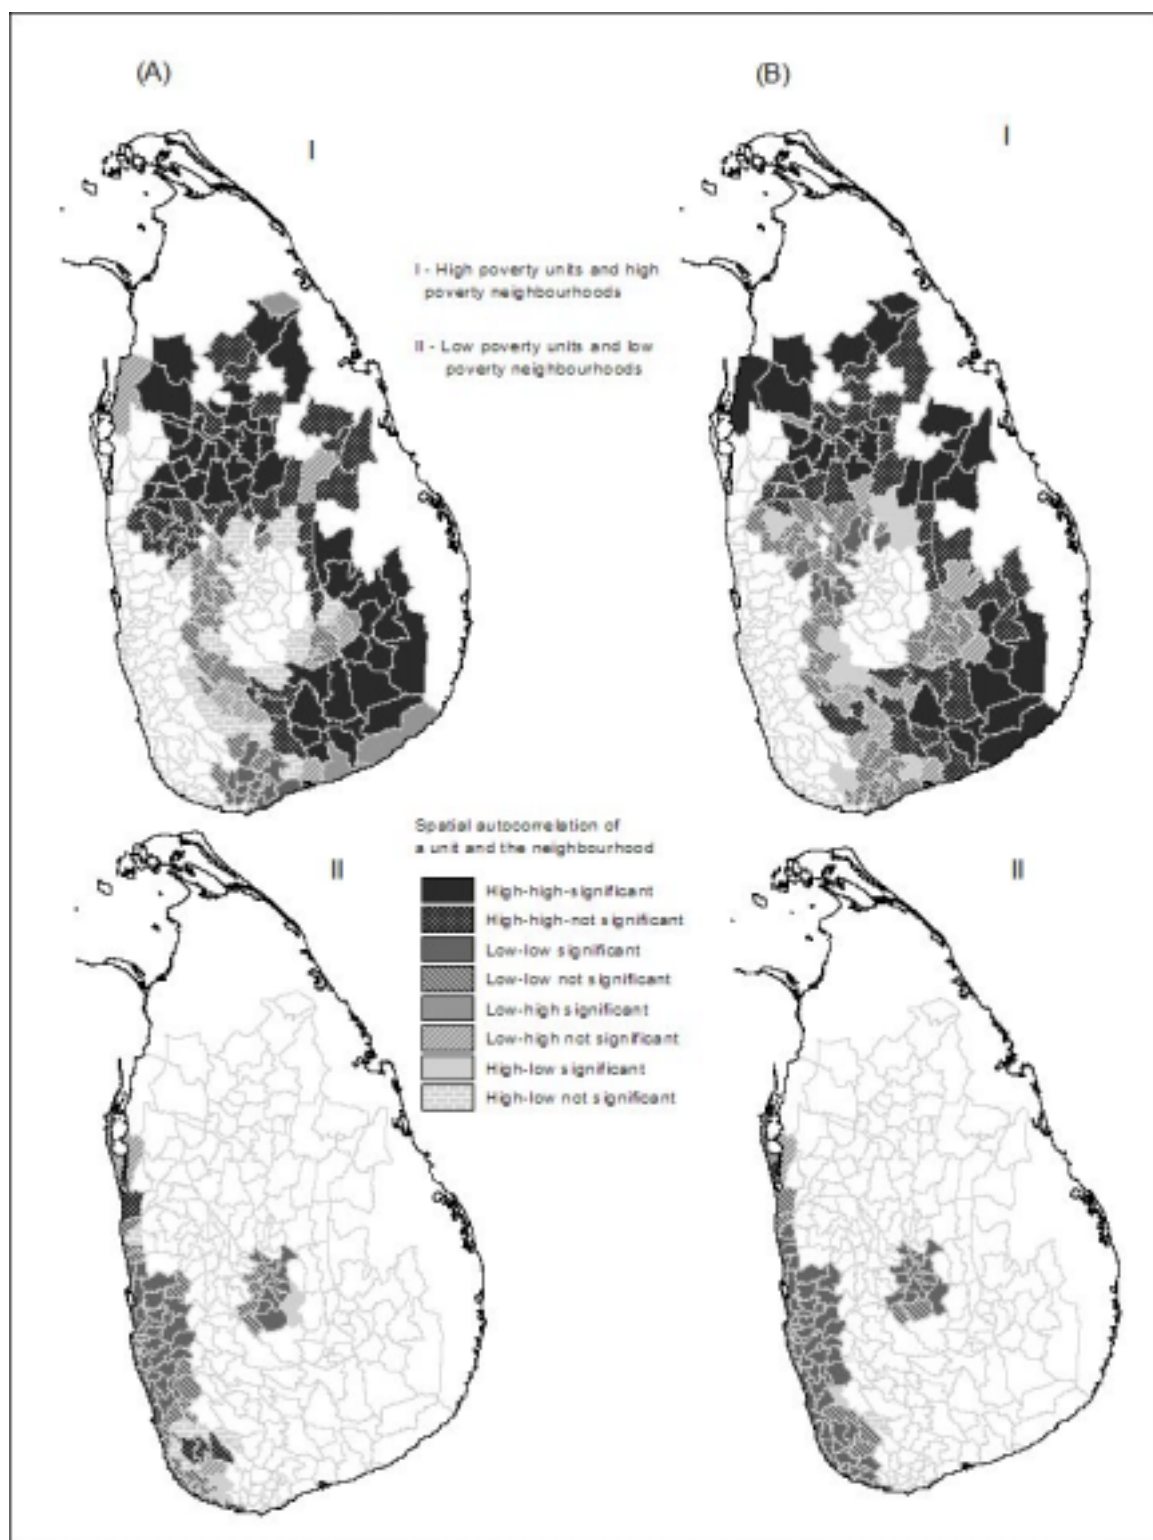 (A)
(B)
I
I
I - High poverty units and high
poverty neighbourhoods
II - Low poverty units and low
poverty neighbourhoods
Spatial autocorrelation of
a unit and the neighbourhood
II
II
High-high-significant
High-high-not significant
Low-low significant
Low-low not significant
Low-high significant
Low-high not significant
High-low significant
High-low not significant